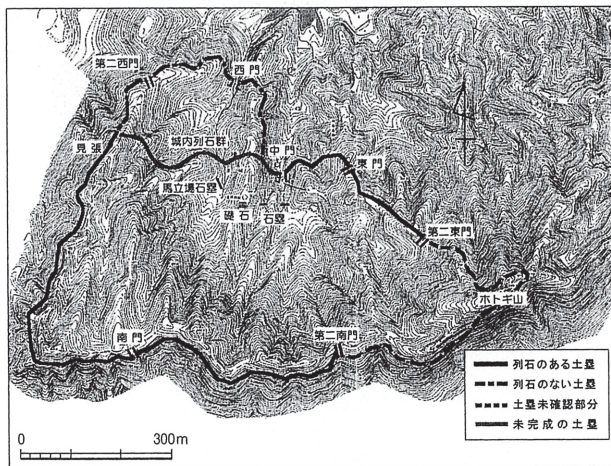 第二西門
西門
見張
城内列石群
中門
東門
馬立場石塁
礎石
石塁
第二東門
ホトギ山
南門
第二南門
列石のある土塁
列石のない土塁
土塁未確認部分
未完成の土塁
0
300m